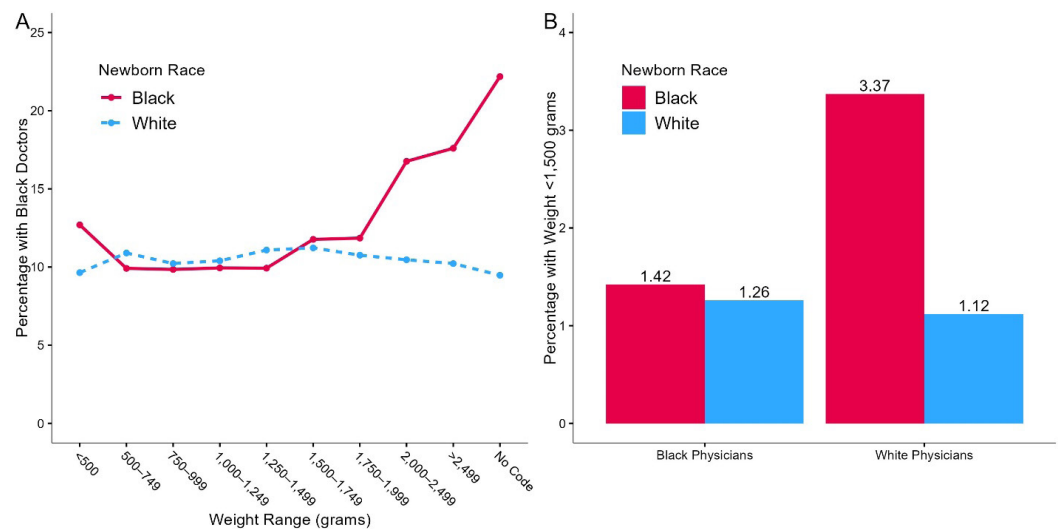 A
Percentage with Black Doctors
25
20
15
10
5
0
Newborn Race
Black
White
<500
500–749
750–999
1,000–1,249
1,250–1,499
1,500–1,749
1,750–1,999
2,000–2,499
>2,499
No Code
Weight Range (grams)
B
Percentage with Weight <1,500 grams
4
3
2
1
0
Newborn Race
Black
White
1.42
1.26
3.37
1.12
Black Physicians
White Physicians